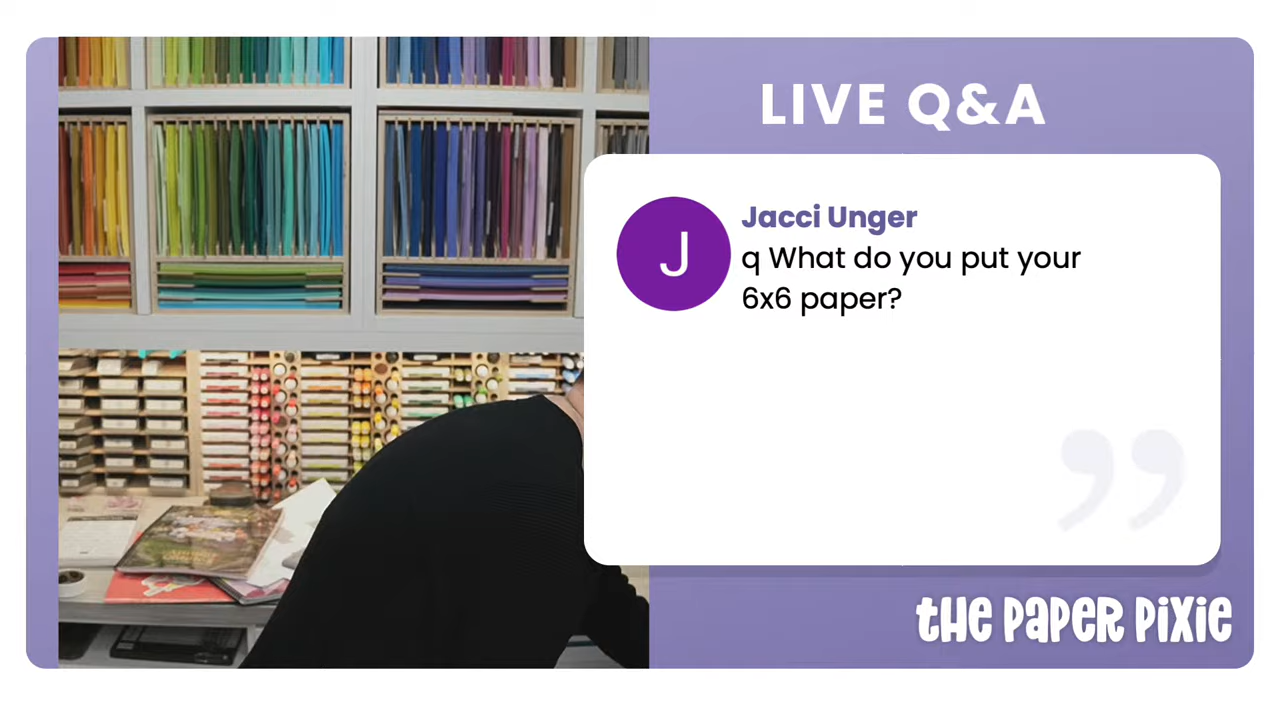 LIVE Q&A
J
Jacci Unger
q What do you put your
6x6 paper?
the PAPER PiXiE